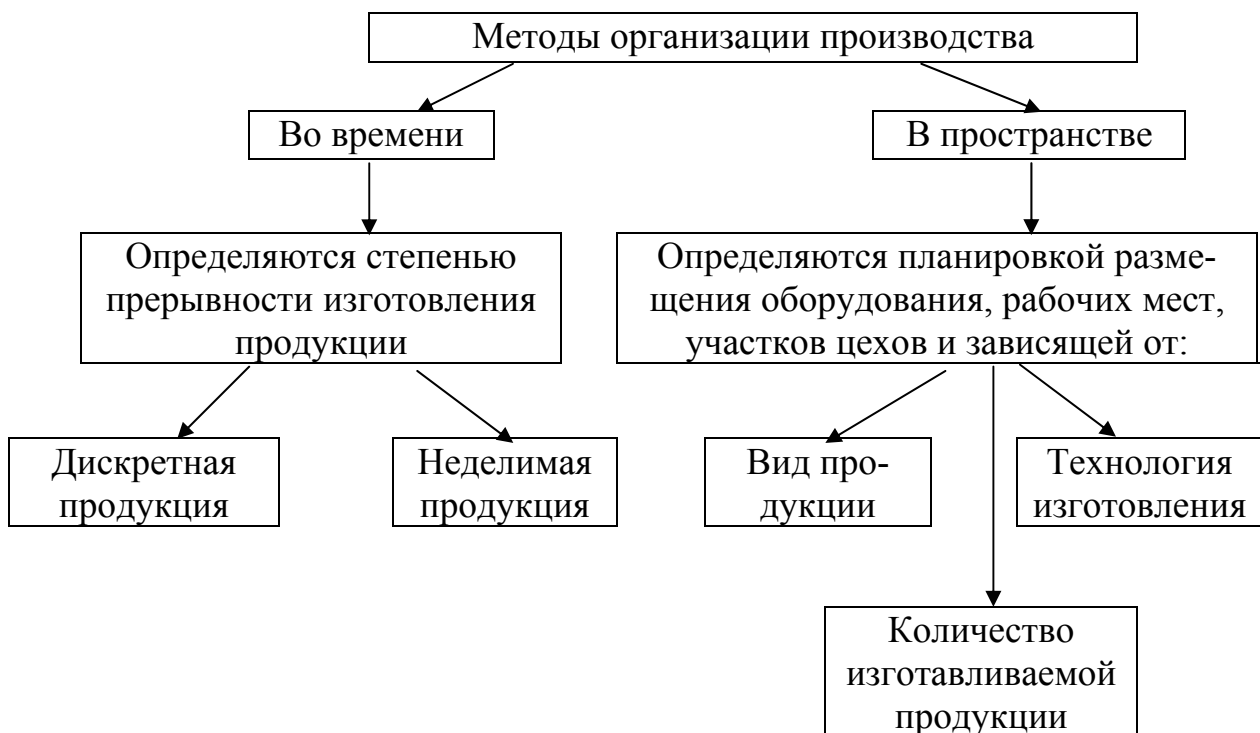 Методы организации производства
Во времени
В пространстве
Определяются степенью
прерывности изготовления
продукции
Определяются планировкой разме-
щения оборудования, рабочих мест,
участков цехов и зависящей от:
Дискретная
продукция
Неделимая
продукция
Вид про-
дукции
Технология
изготовления
Количество
изготавливаемой
продукции